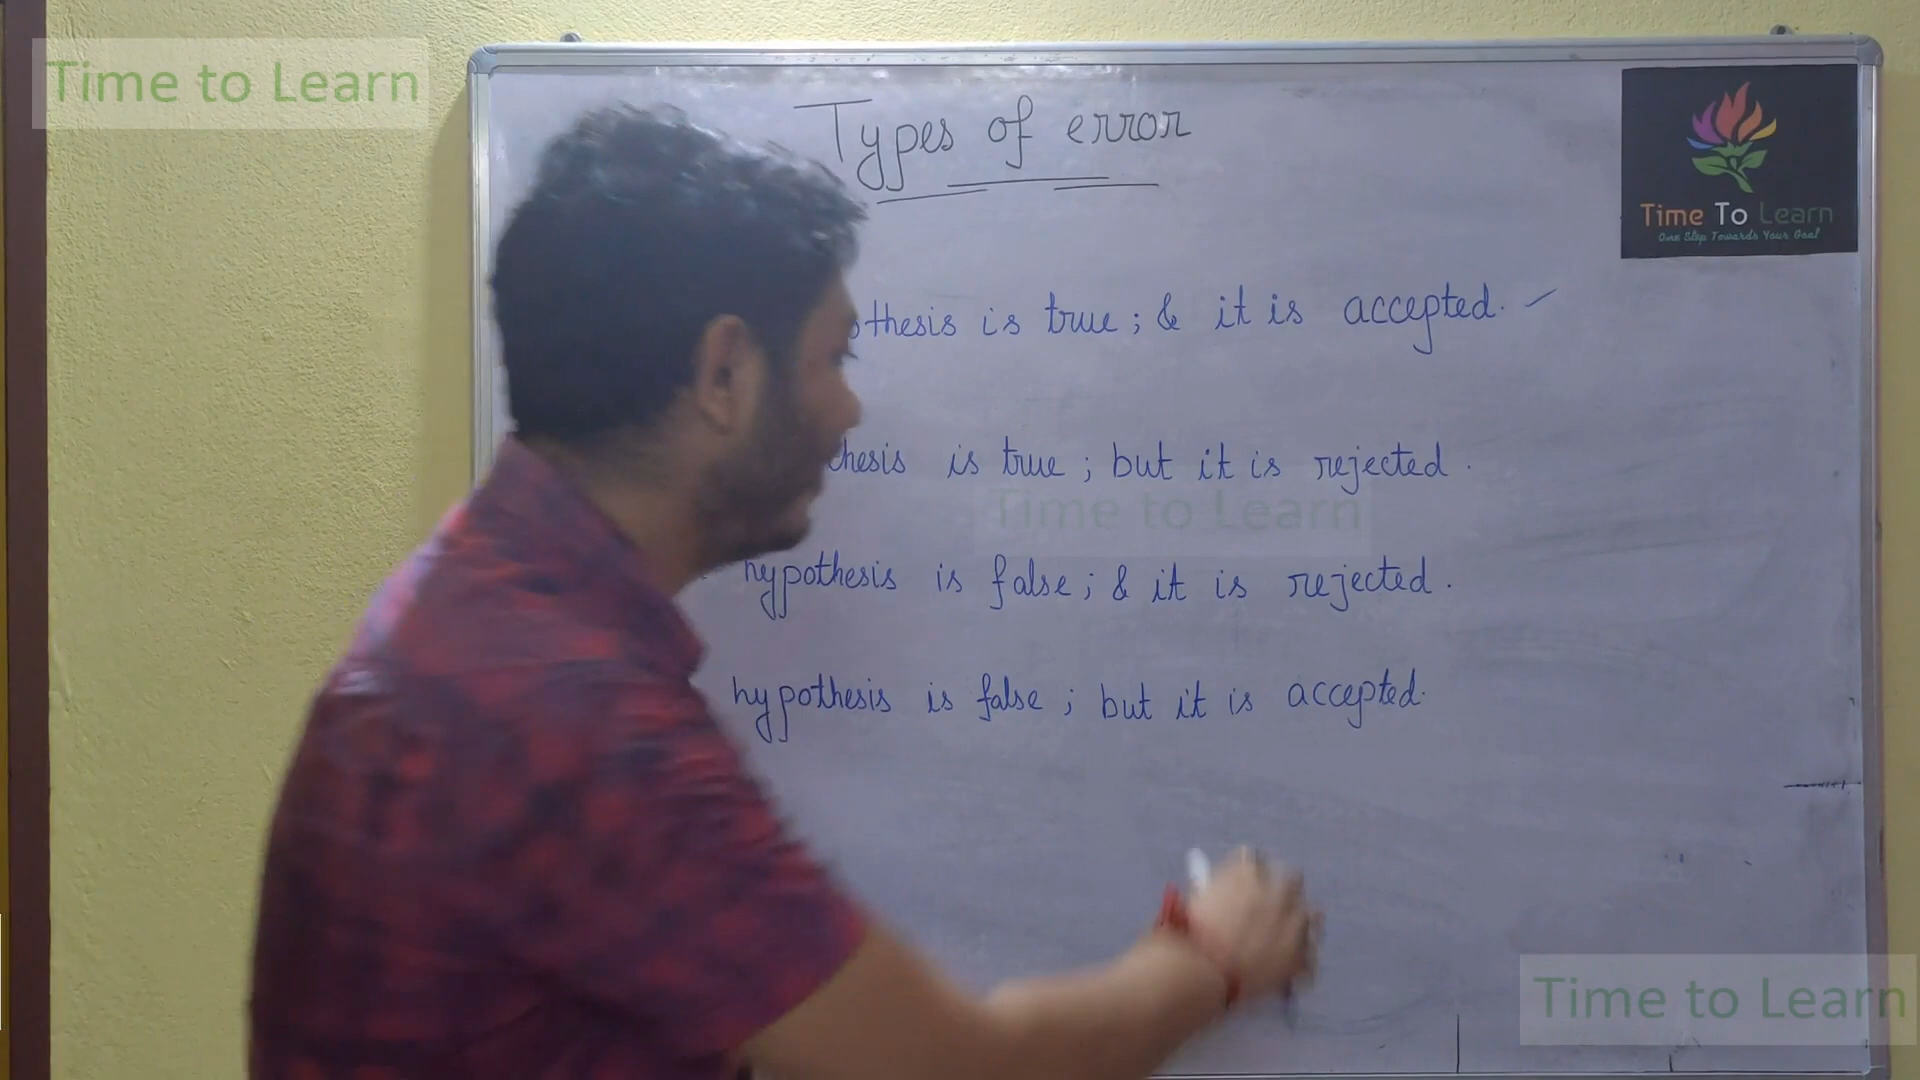 Time to Learn
Types of error
Time To Learn
One Step Towards Your Goal
othesis is true; & it is accepted.
hesis is true; but it is rejected.
Time to Learn
hypothesis is false; & it is rejected.
hypothesis is false; but it is accepted.
Time to Learn